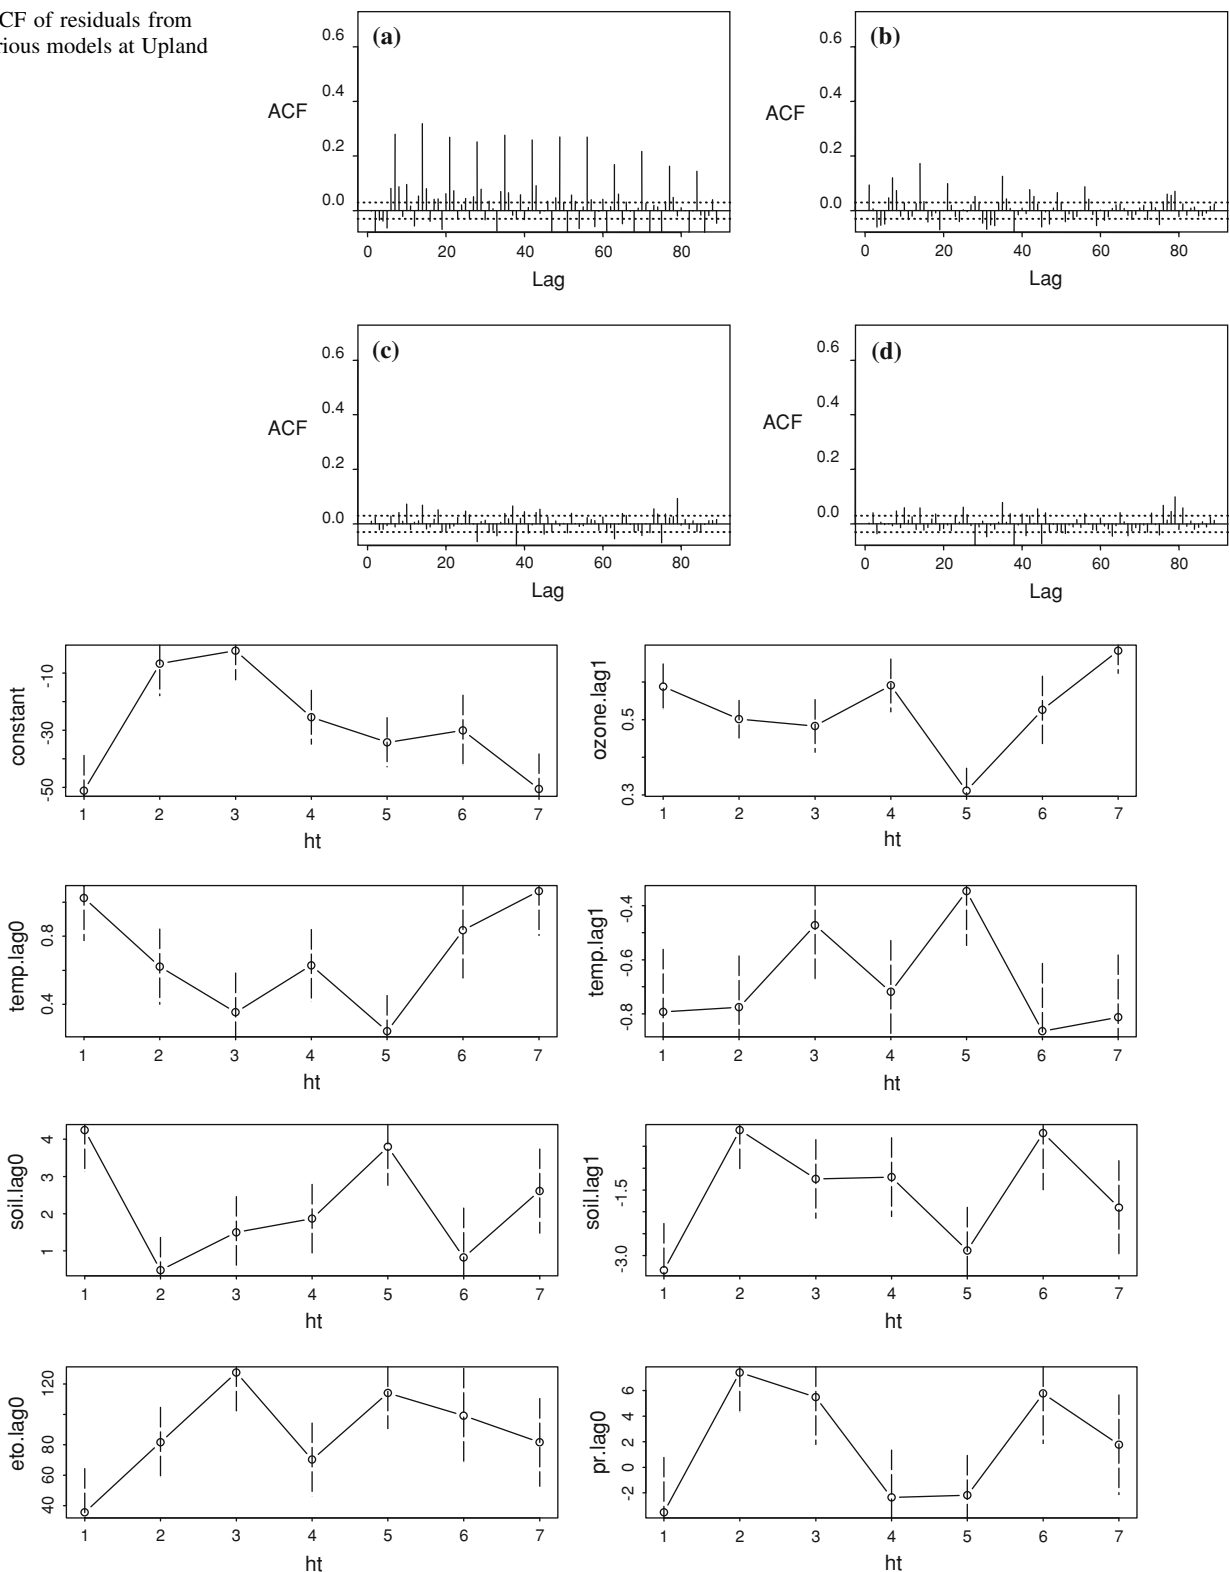 CF of residuals from
rious models at Upland
(a)
ACF
0.6
0.4
0.2
0.0
0 20 40 60 80
Lag
(b)
ACF
0.6
0.4
0.2
0.0
0 20 40 60 80
Lag
(c)
ACF
0.6
0.4
0.2
0.0
0 20 40 60 80
Lag
(d)
ACF
0.6
0.4
0.2
0.0
0 20 40 60 80
Lag
constant
-10
-30
-50
1 2 3 4 5 6 7
ht
ozone.lag1
0.5
0.3
1 2 3 4 5 6 7
ht
temp.lag0
0.8
0.4
1 2 3 4 5 6 7
ht
temp.lag1
-0.4
-0.6
-0.8
1 2 3 4 5 6 7
ht
soil.lag0
4
3
2
1
1 2 3 4 5 6 7
ht
soil.lag1
-1.5
-3.0
1 2 3 4 5 6 7
ht
eto.lag0
120
80
60
40
1 2 3 4 5 6 7
ht
pr.lag0
6
4
2
0
-2
1 2 3 4 5 6 7
ht